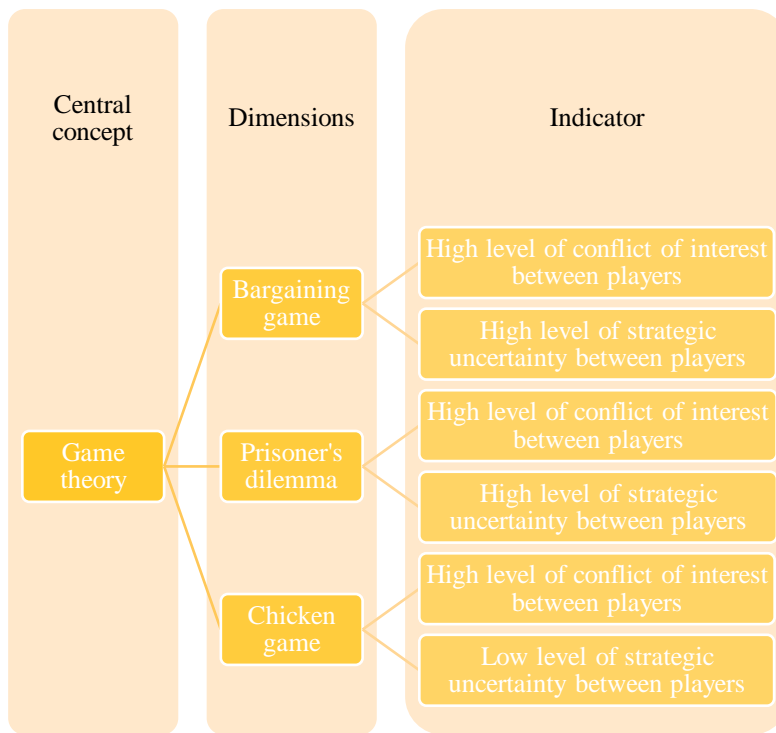 Central
concept
Dimensions
Indicator
Game
theory
Bargaining
game
High level of conflict of interest
between players
High level of strategic
uncertainty between players
Prisoner's
dilemma
High level of conflict of interest
between players
High level of strategic
uncertainty between players
Chicken
game
High level of conflict of interest
between players
Low level of strategic
uncertainty between players